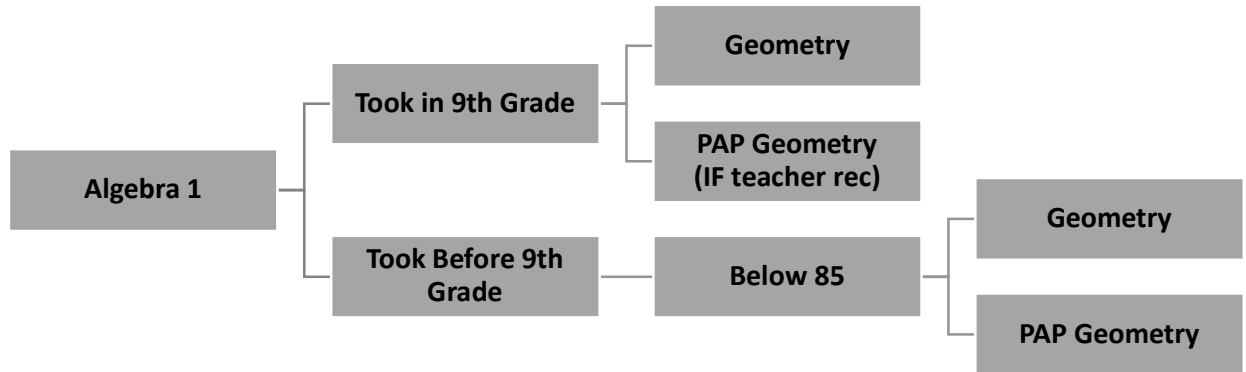 Algebra 1
Took in 9th Grade
Geometry
PAP Geometry
(IF teacher rec)
Took Before 9th
Grade
Below 85
Geometry
PAP Geometry